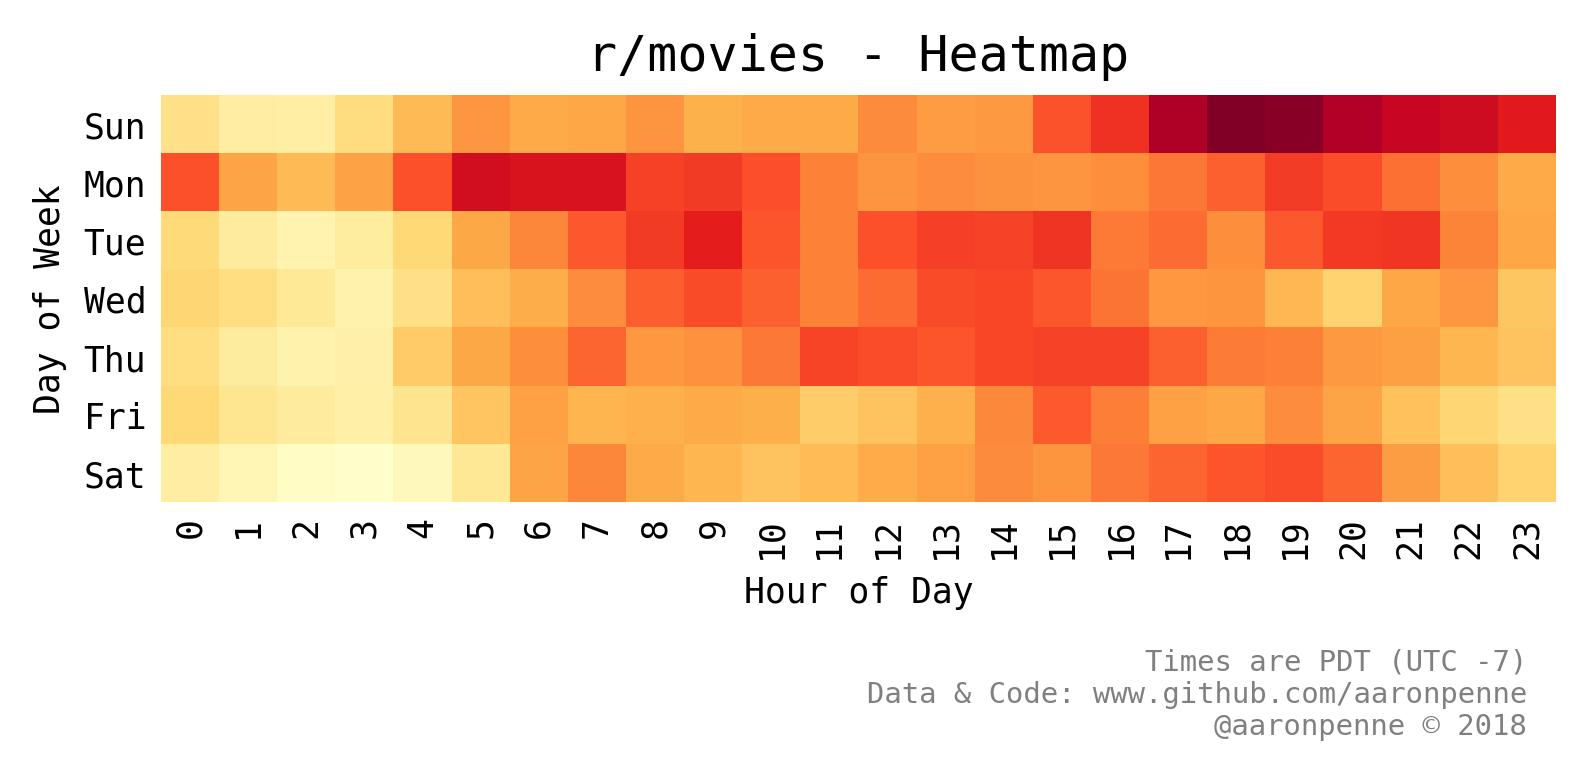 r/movies - Heatmap
Day of Week
Sun
Mon
Tue
Wed
Thu
Fri
Sat
0 1 2 3 4 5 6 7 8 9 10 11 12 13 14 15 16 17 18 19 20 21 22 23
Hour of Day
Times are PDT (UTC -7)
Data & Code: www.github.com/aaronpenne
@aaronpenne © 2018